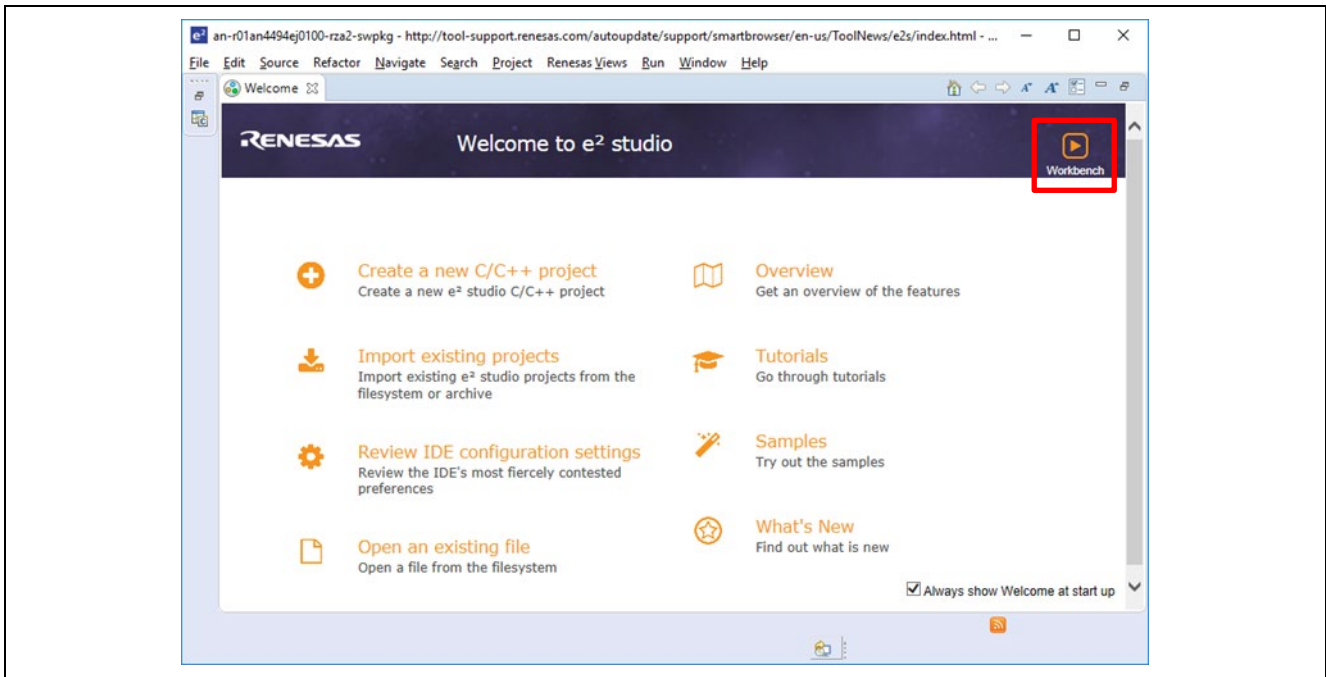 an-r01an4494ej0100-rza2-swpkg - http://tool-support.renesas.com/autoupdate/support/smartbrowser/en-us/ToolNews/e2s/index.html - ...
File Edit Source Refactor Navigate Search Project Renesas Views Run Window Help
Welcome
RENESAS
Welcome to e² studio
Workbench
Create a new C/C++ project
Create a new e² studio C/C++ project
Import existing projects
Import existing e² studio projects from the
filesystem or archive
Review IDE configuration settings
Review the IDE's most fiercely contested
preferences
Open an existing file
Open a file from the filesystem
Overview
Get an overview of the features
Tutorials
Go through tutorials
Samples
Try out the samples
What's New
Find out what is new
Always show Welcome at start up